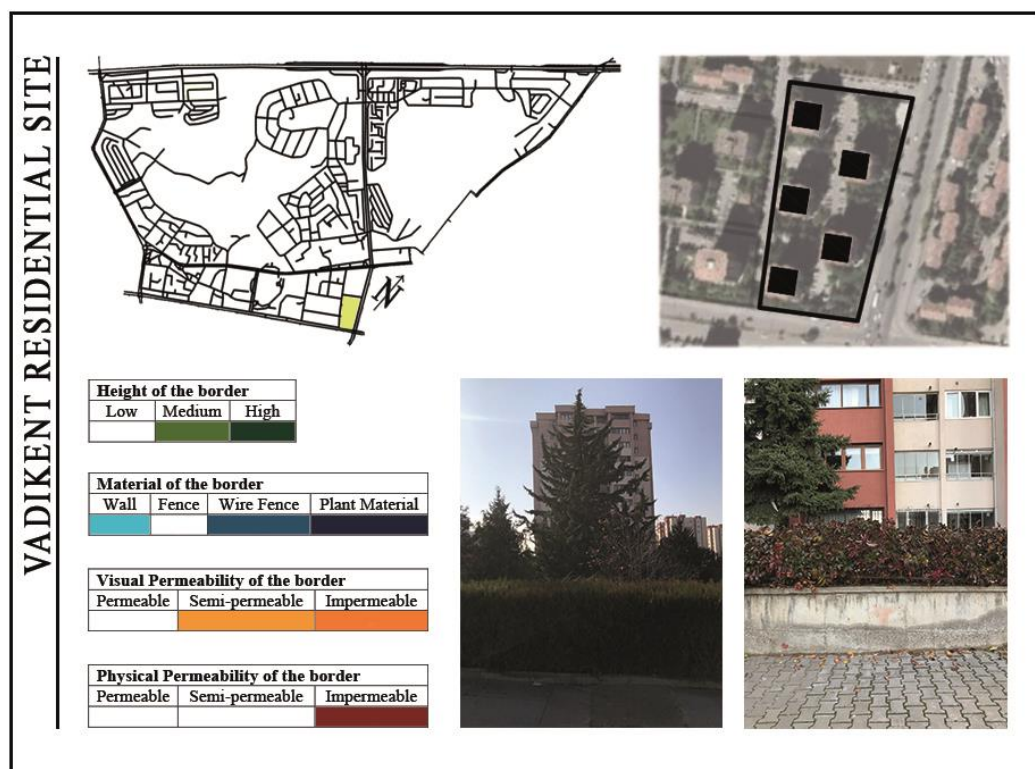 VADIKENT RESIDENTIAL SITE
N
Height of the border
Low Medium High
Material of the border
Wall Fence Wire Fence Plant Material
Visual Permeability of the border
Permeable Semi-permeable Impermeable
Physical Permeability of the border
Permeable Semi-permeable Impermeable